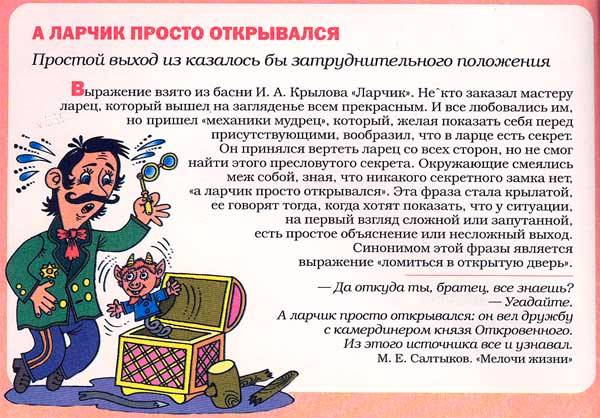 А ЛАРЧИК ПРОСТО ОТКРЫВАЛСЯ
Простой выход из казалось бы затруднительного положения
Выражение взято из басни И. А. Крылова «Ларчик». Не кто заказал мастеру
ларец, который вышел на загляденье всем прекрасным. И все любовались им,
но пришел «механики мудрец», который, желая показать себя перед
присутствующими, вообразил, что в ларце есть секрет.
Он принялся вертеть ларец со всех сторон, но не смог
найти этого пресловутого секрета. Окружающие смеялись
меж собой, зная, что никакого секретного замка нет,
«а ларчик просто открывался». Эта фраза стала крылатой,
ее говорят тогда, когда хотят показать, что у ситуации,
на первый взгляд сложной или запутанной,
есть простое объяснение или несложный выход.
Синонимом этой фразы является
выражение «ломиться в открытую дверь».
— Да откуда ты, братец, все знаешь?
— Угадайте.
А ларчик просто открывался: он вел дружбу
с камердинером князя Откровенного.
Из этого источника все и узнавал.
М. Е. Салтыков. «Мелочи жизни»